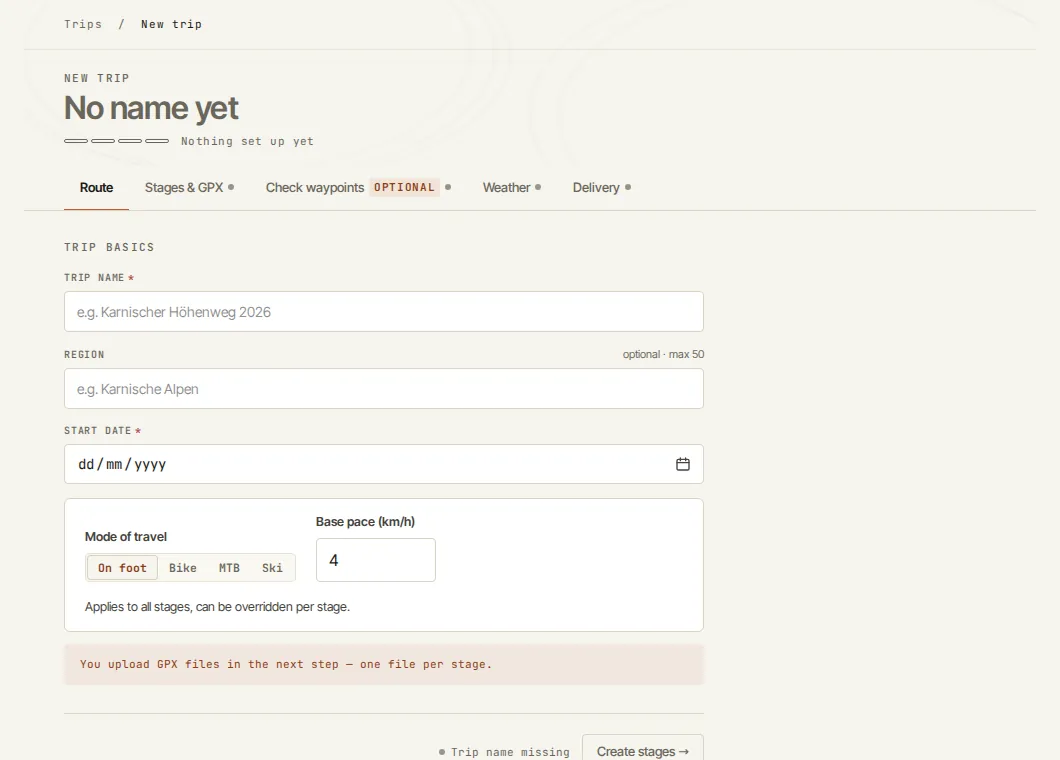 Trips / New trip
NEW TRIP
No name yet
Nothing set up yet
Route Stages & GPX Check waypoints OPTIONAL Weather Delivery
TRIP BASICS
TRIP NAME *
e.g. Karnischer Höhenweg 2026
REGION optional · max 50
e.g. Karnische Alpen
START DATE *
dd/mm/yyyy
Base pace (km/h)
Mode of travel
4
On foot Bike MTB Ski
Applies to all stages, can be overridden per stage.
You upload GPX files in the next step — one file per stage.
Trip name missing Create stages →